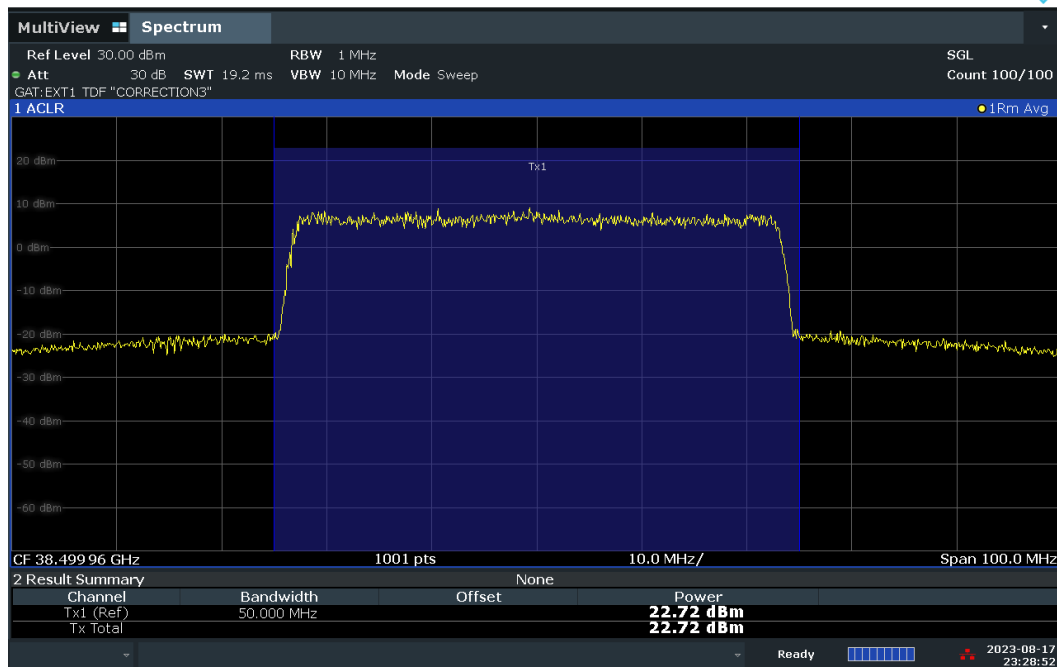 MultiView Spectrum
Ref Level 30.00 dBm RBW 1 MHz SGL
Att 30 dB SWT 19.2 ms VBW 10 MHz Mode Sweep Count 100/100
GAT:EXT1 TDF "CORRECTION3"
1 ACLR 1Rm Avg
Tx1
20 dBm
10 dBm
0 dBm
-10 dBm
-20 dBm
-30 dBm
-40 dBm
-50 dBm
-60 dBm
CF 38.49996 GHz 1001 pts 10.0 MHz/ Span 100.0 MHz
2 Result Summary None
Channel Bandwidth Offset Power
Tx1 (Ref) 50.000 MHz 22.72 dBm
Tx Total 22.72 dBm
Ready 2023-08-17
23:28:52